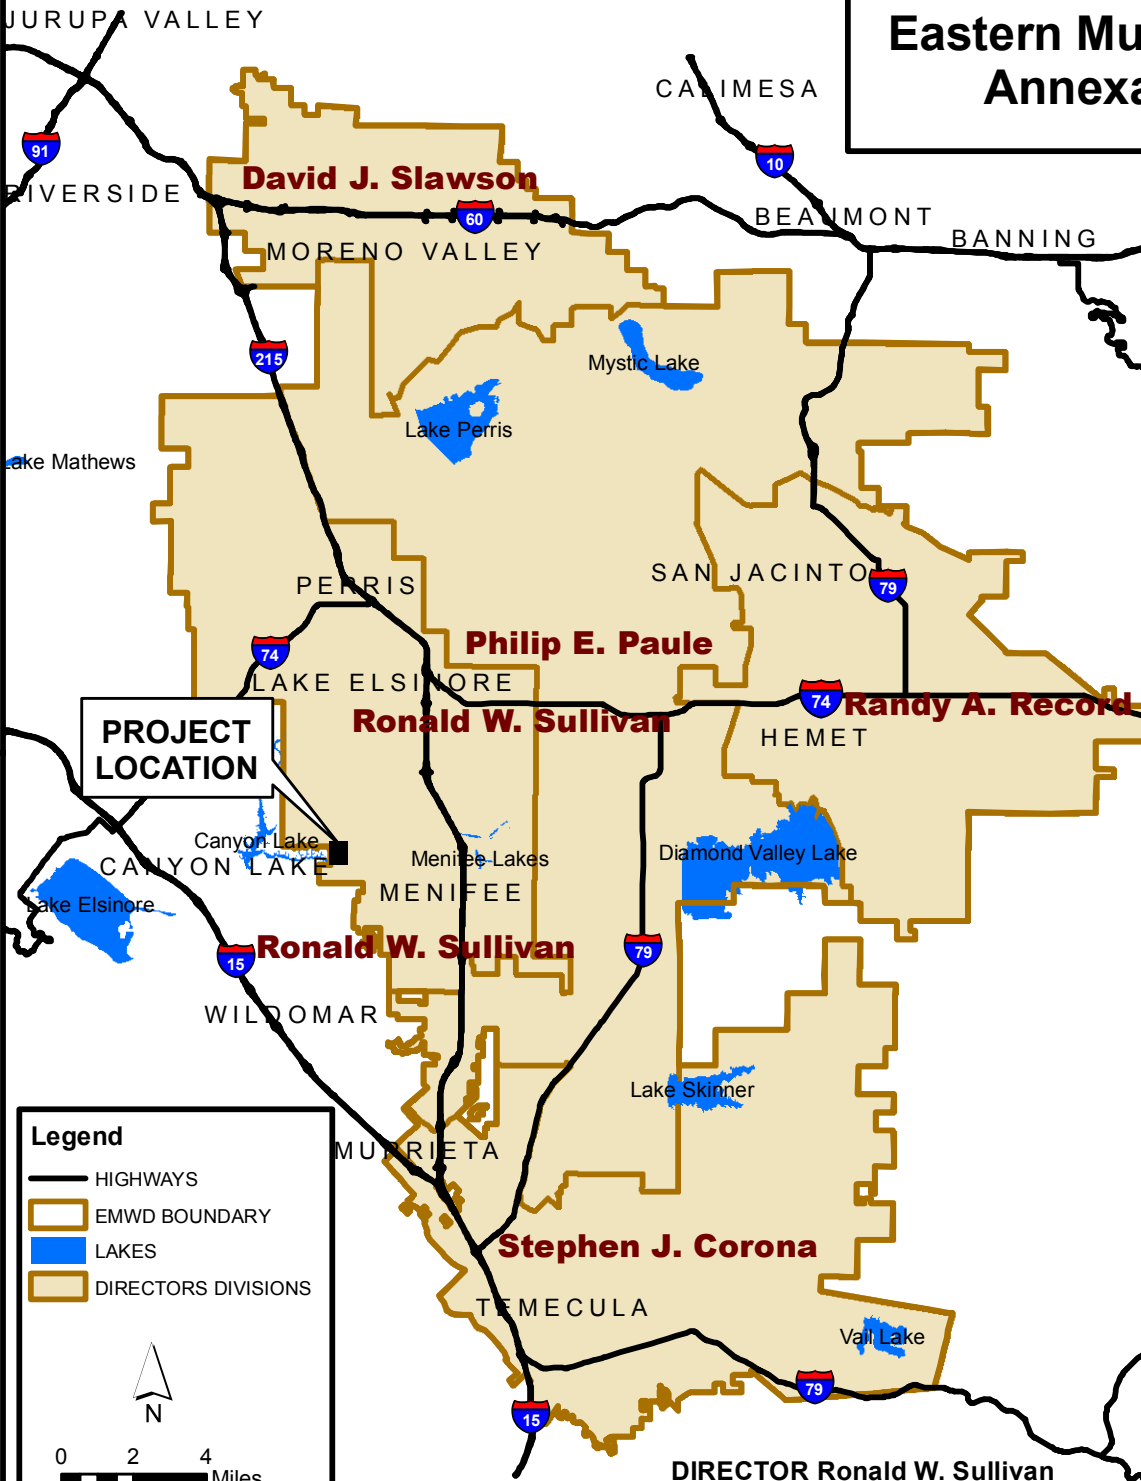 JURUPA VALLEY
Eastern Mu
Annexa
CALIMESA
91
10
RIVERSIDE
David J. Slawson
60
BEAUMONT
BANNING
MORENO VALLEY
215
Mystic Lake
Lake Perris
Lake Mathews
SAN JACINTO
79
PERRIS
Philip E. Paule
74
LAKE ELSINORE
74
Randy A. Record
Ronald W. Sullivan
PROJECT
LOCATION
HEMET
Canyon Lake
Menifee Lakes
Diamond Valley Lake
CANYON LAKE
MENIFEE
Lake Elsinore
Ronald W. Sullivan
79
15
WILDOMAR
Lake Skinner
Legend
HIGHWAYS
EMWD BOUNDARY
LAKES
DIRECTORS DIVISIONS
MURRIETA
Stephen J. Corona
TEMECULA
Vail Lake
79
N
15
0 2 4
Miles
DIRECTOR Ronald W. Sullivan